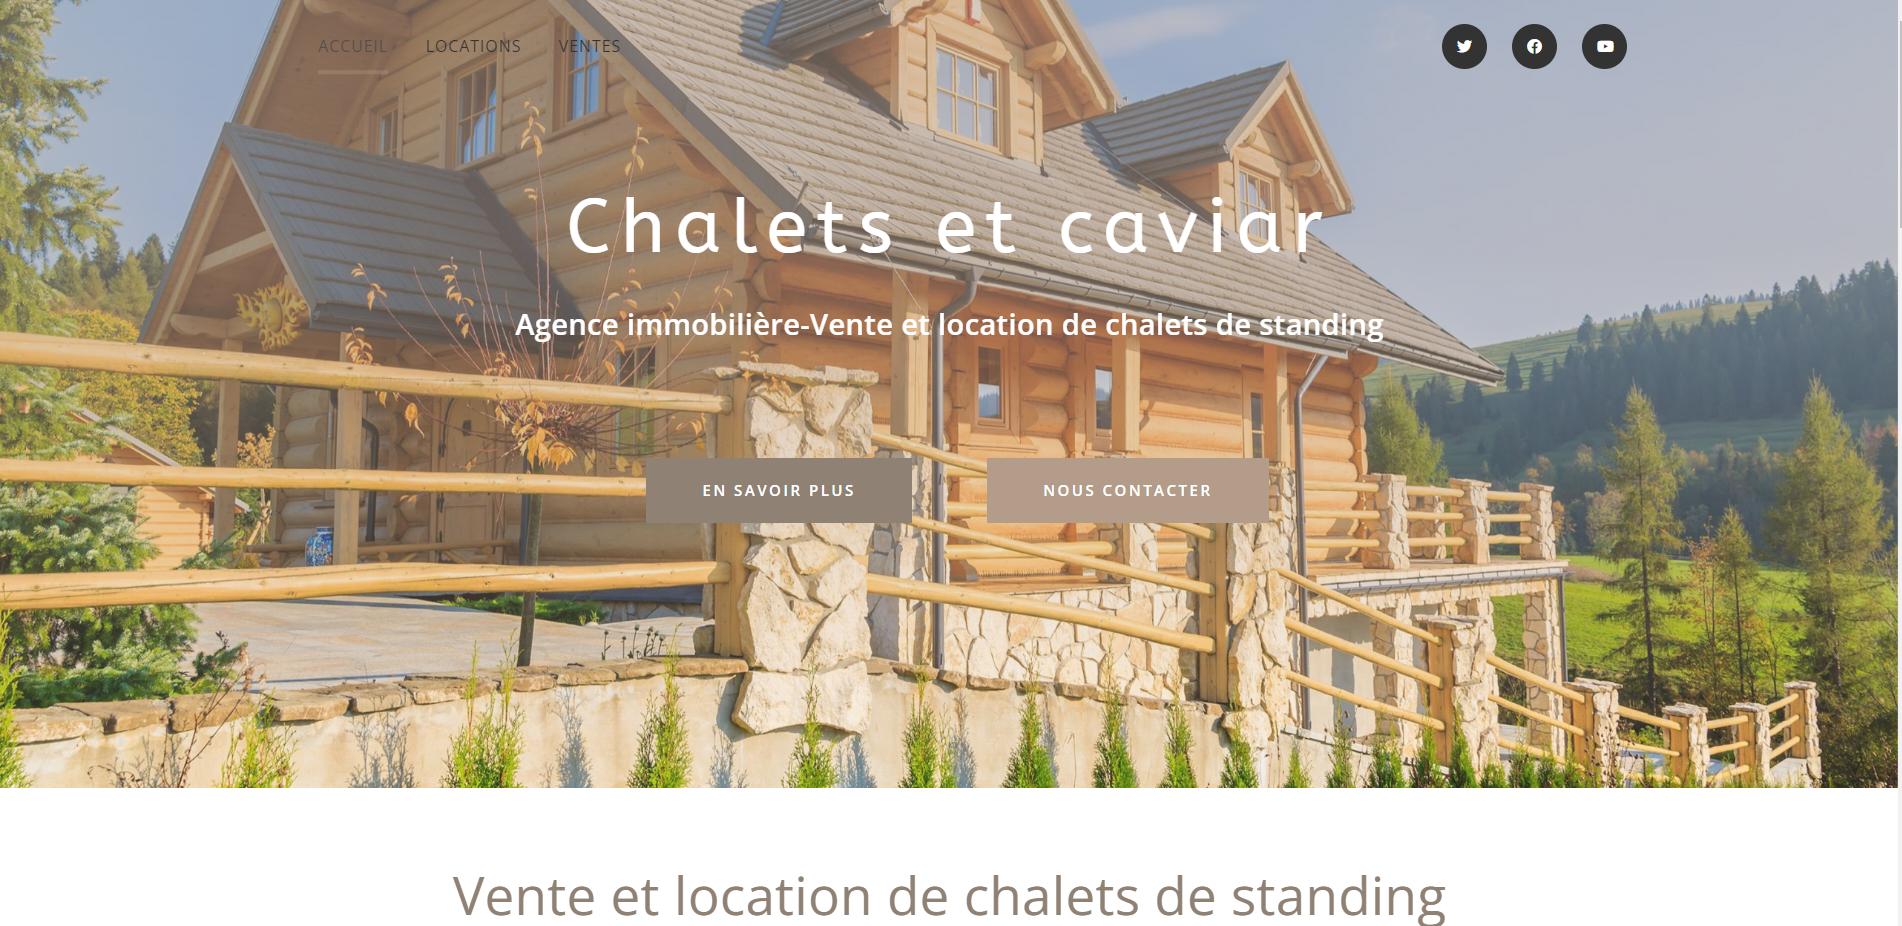 ACCUEIL LOCATIONS VENTES
Chalets et caviar
Agence immobilière-Vente et location de chalets de standing
EN SAVOIR PLUS NOUS CONTACTER
Vente et location de chalets de standing